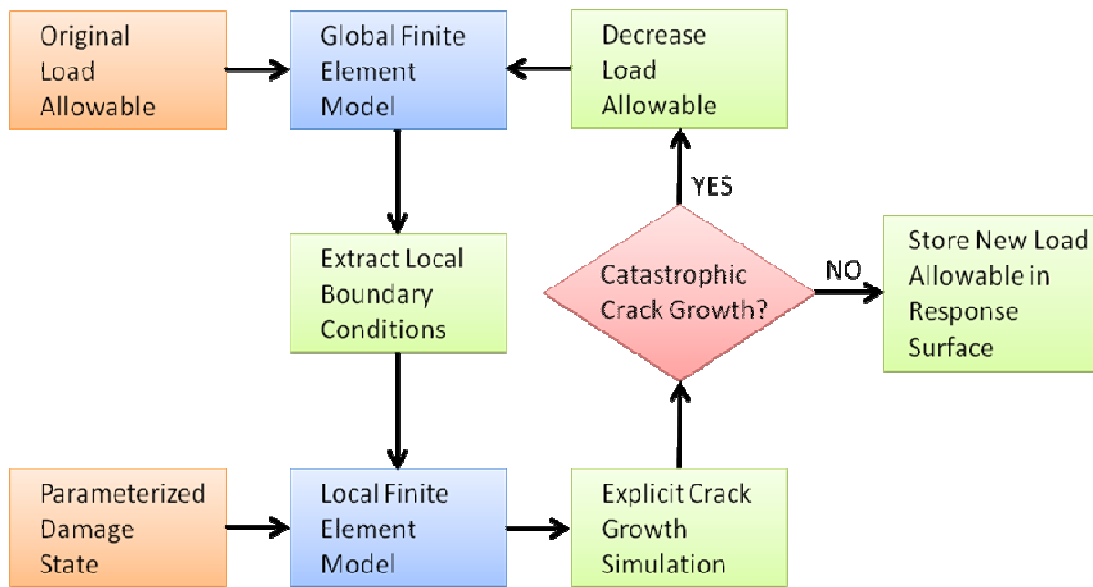 Original
Load
Allowable
Global Finite
Element
Model
Decrease
Load
Allowable
YES
Extract Local
Boundary
Conditions
Catastrophic
Crack Growth?
NO
Store New Load
Allowable in
Response
Surface
Parameterized
Damage
State
Local Finite
Element
Model
Explicit Crack
Growth
Simulation